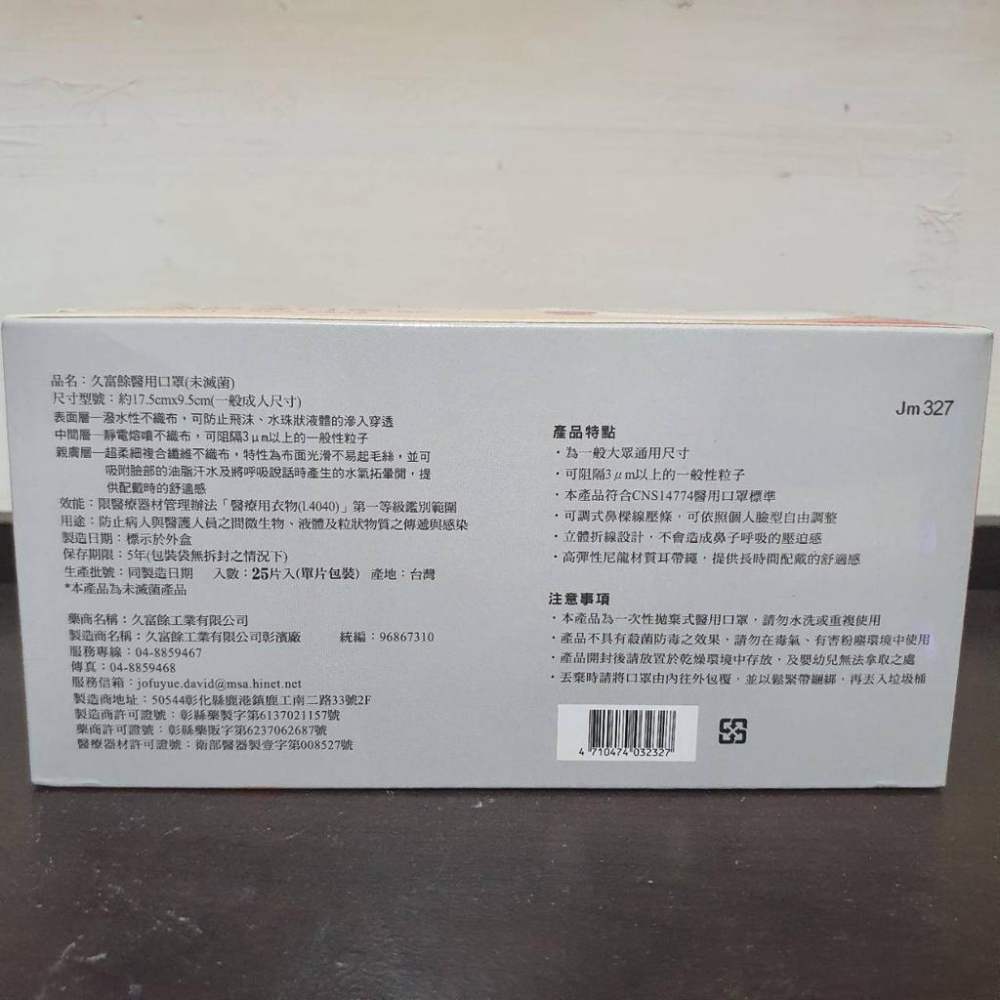 品名：久富餘醫用口罩(未滅菌)
尺寸型號：約17.5cmx9.5cm(一般成人尺寸)
表面層—潑水性不織布，可防止飛沫、水珠狀液體的滲入穿透
中間層—靜電熔噴不織布，可阻隔3μm以上的一般性粒子
親膚層—超柔細複合纖維不織布，特性為布面光滑不易起毛絲，並可
吸附臉部的油脂汗水及將呼吸說話時產生的水氣拓暈開，提
供配戴時的舒適感
效能：限醫療器材管理辦法「醫療用衣物(I.4040)」第一等級鑑別範圍
用途：防止病人與醫護人員之間微生物、液體及粒狀物質之傳遞與感染
製造日期：標示於外盒
保存期限：5年(包裝袋無拆封之情況下)
生產批號：同製造日期 入數：25片入(單片包裝) 產地：台灣
*本產品為未滅菌產品
藥商名稱：久富餘工業有限公司
製造商名稱：久富餘工業有限公司彰濱廠 統編：96867310
服務專線：04-8859467
傳真：04-8859468
服務信箱：jofuyue.david@msa.hinet.net
製造商地址：50544彰化縣鹿港鎮鹿工南二路33號2F
製造商許可證號：彰縣藥製字第6137021157號
藥商許可證號：彰縣藥販字第6237062687號
醫療器材許可證號：衛部醫器製壹字第008527號
Jm327
產品特點
・為一般大眾通用尺寸
・可阻隔3μm以上的一般性粒子
・本產品符合CNS14774醫用口罩標準
・可調式鼻樑線壓條，可依照個人臉型自由調整
・立體折線設計，不會造成鼻子呼吸的壓迫感
・高彈性尼龍材質耳帶繩，提供長時間配戴的舒適感
注意事項
・本產品為一次性拋棄式醫用口罩，請勿水洗或重複使用
・產品不具有殺菌防毒之效果，請勿在毒氣、有害粉塵環境中使用
・產品開封後請放置於乾燥環境中存放，及嬰幼兒無法拿取之處
・丟棄時請將口罩由內往外包覆，並以鬆緊帶綑綁，再丟入垃圾桶
4 710474 032327